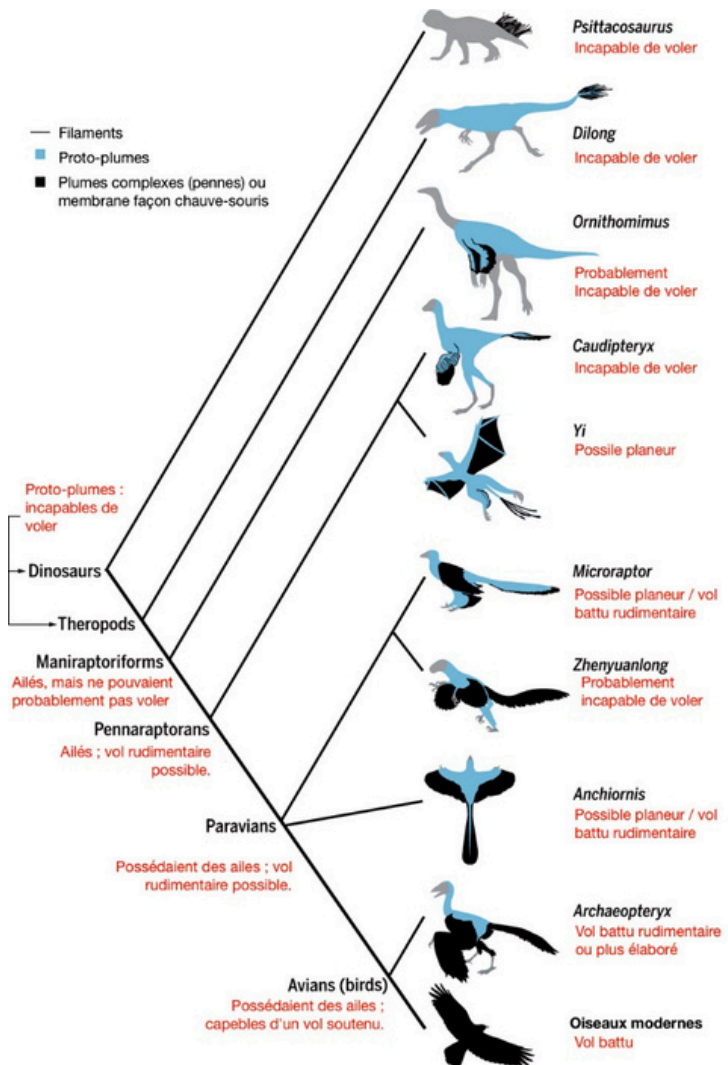 Psittacosaurus
Incapable de voler
Filaments
Proto-plumes
Plumes complexes (pennes) ou
membrane façon chauve-souris
Dilong
Incapable de voler
Ornithomimus
Probablement
Incapable de voler
Caudipteryx
Incapable de voler
Yi
Possile planeur
Proto-plumes :
incapables de
voler
Dinosaurs
Theropods
Maniraptoriforms
Ailés, mais ne pouvaient
probablement pas voler
Pennaraptorans
Ailés ; vol rudimentaire
possible.
Microraptor
Possible planeur / vol
battu rudimentaire
Zhenyuanlong
Probablement
incapable de voler
Paravians
Possédaient des ailes ; vol
rudimentaire possible.
Anchiornis
Possible planeur / vol
battu rudimentaire
Archaeopteryx
Vol battu rudimentaire
ou plus élaboré
Avians (birds)
Possédaient des ailes ;
capebles d'un vol soutenu.
Oiseaux modernes
Vol battu